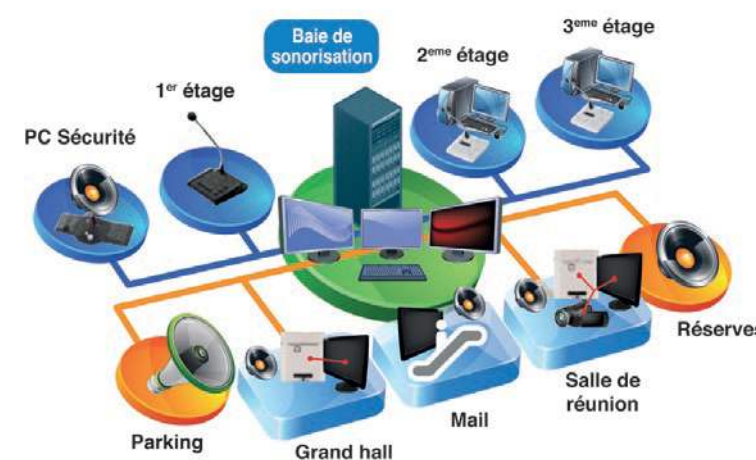 Baie de
sonorisation
3eme étage
2eme étage
1er étage
PC Sécurité
Réserves
Salle de
réunion
Mail
Parking
Grand hall